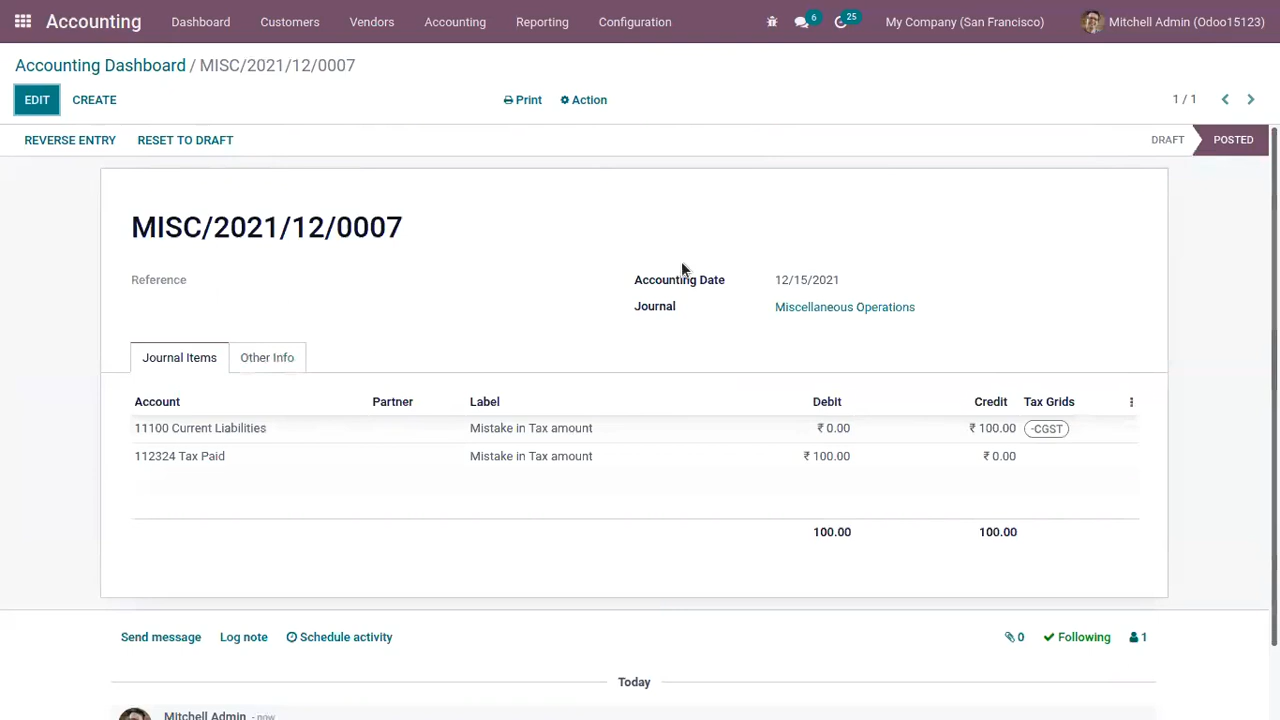 Accounting Dashboard Customers Vendors Accounting Reporting Configuration 6 25 My Company (San Francisco) Mitchell Admin (Odoo15123)
Accounting Dashboard / MISC/2021/12/0007
EDIT CREATE Print Action 1 / 1
REVERSE ENTRY RESET TO DRAFT DRAFT POSTED
MISC/2021/12/0007
Reference Accounting Date 12/15/2021
Journal Miscellaneous Operations
Journal Items Other Info
Account Partner Label Debit Credit Tax Grids
11100 Current Liabilities Mistake in Tax amount ₹ 0.00 ₹ 100.00 -CGST
112324 Tax Paid Mistake in Tax amount ₹ 100.00 ₹ 0.00
100.00 100.00
Send message Log note Schedule activity 0 Following 1
Today
Mitchell Admin - now